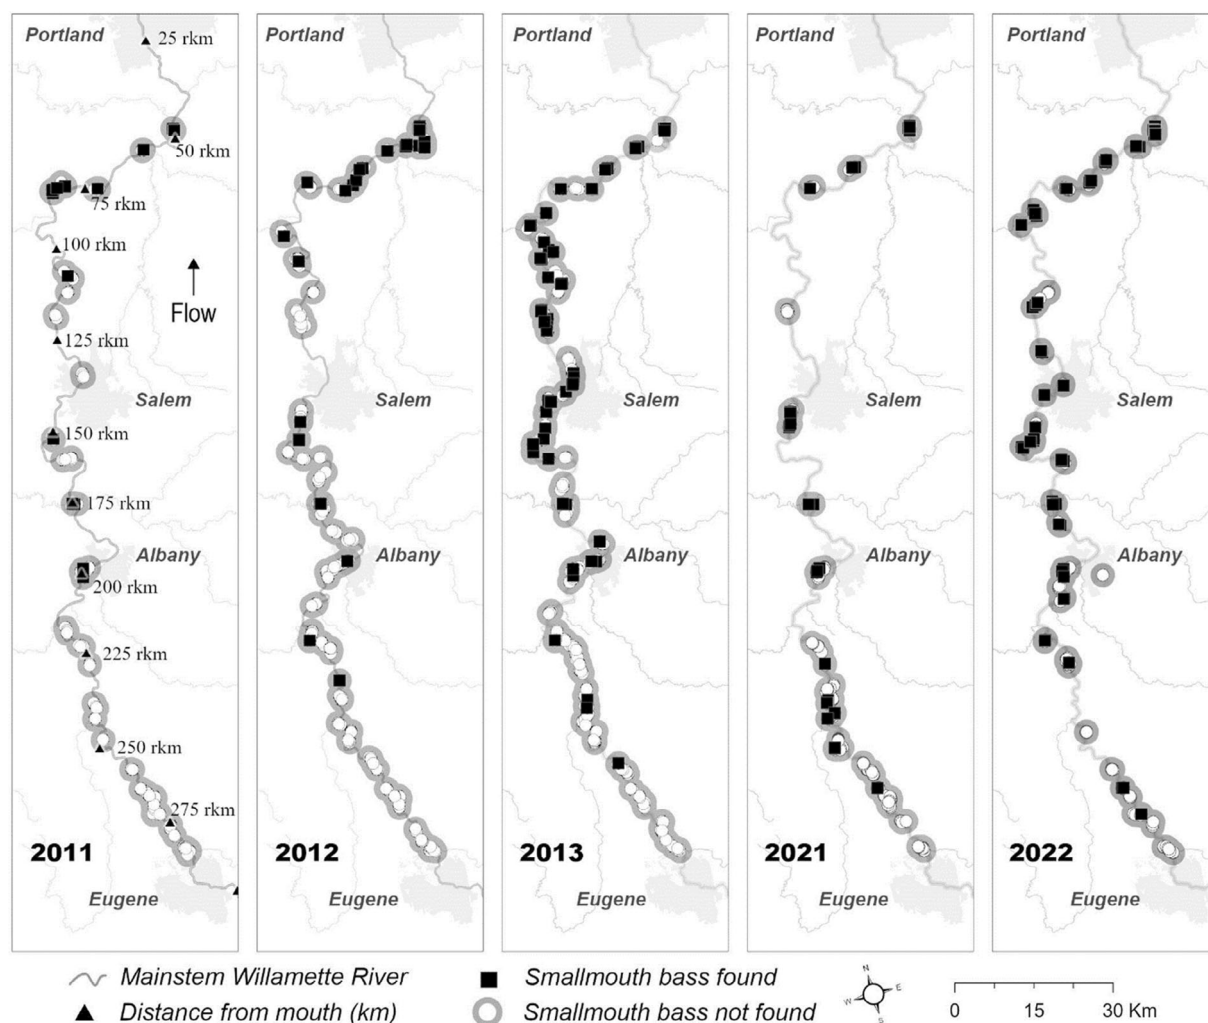 Portland
25 rkm
50 rkm
75 rkm
100 rkm
Flow
125 rkm
Salem
150 rkm
175 rkm
Albany
200 rkm
225 rkm
250 rkm
275 rkm
2011
Eugene
Portland
Salem
Albany
2012
Eugene
Portland
Salem
Albany
2013
Eugene
Portland
Salem
Albany
2021
Eugene
Portland
Salem
Albany
2022
Eugene
Mainstem Willamette River
Distance from mouth (km)
Smallmouth bass found
Smallmouth bass not found
N
E
W
S
0 15 30 Km